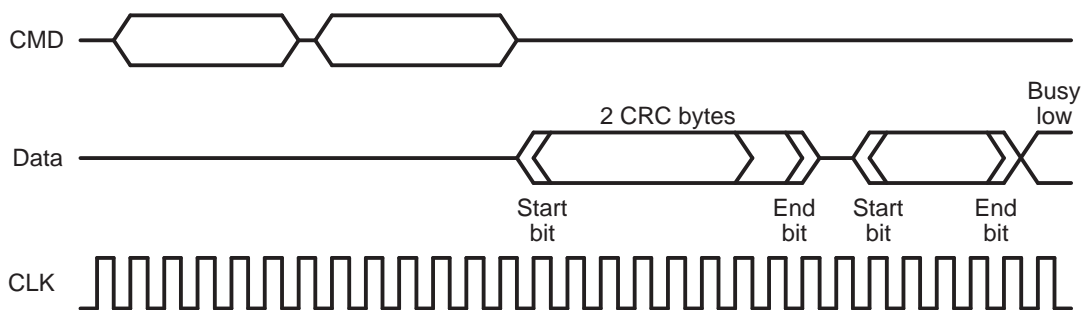 CMD
Busy
low
2 CRC bytes
Data
Start
bit
End
bit
Start
bit
End
bit
CLK